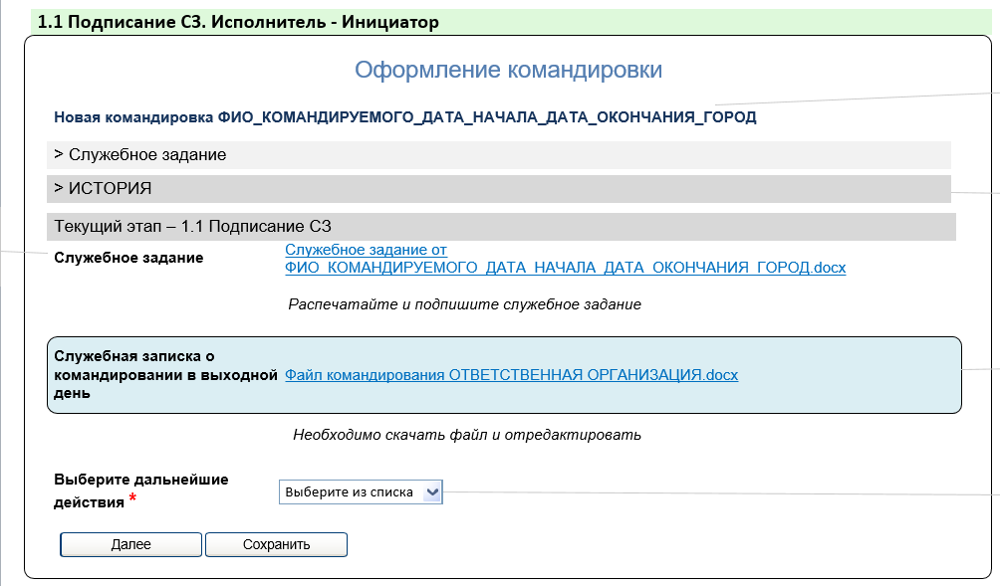 1.1 Подписание СЗ. Исполнитель - Инициатор
Оформление командировки
Новая командировка ФИО_КОМАНДИРУЕМОГО_ДАТА_НАЧАЛА_ДАТА_ОКОНЧАНИЯ_ГОРОД
> Служебное задание
> ИСТОРИЯ
Текущий этап – 1.1 Подписание СЗ
Служебное задание
Служебное задание от
ФИО_КОМАНДИРУЕМОГО_ДАТА_НАЧАЛА_ДАТА_ОКОНЧАНИЯ_ГОРОД.docx
Распечатайте и подпишите служебное задание
Служебная записка о
командировании в выходной
день
Файл командирования ОТВЕТСТВЕННАЯ ОРГАНИЗАЦИЯ.docx
Необходимо скачать файл и отредактировать
Выберите дальнейшие
действия *
Выберите из списка
Далее
Сохранить